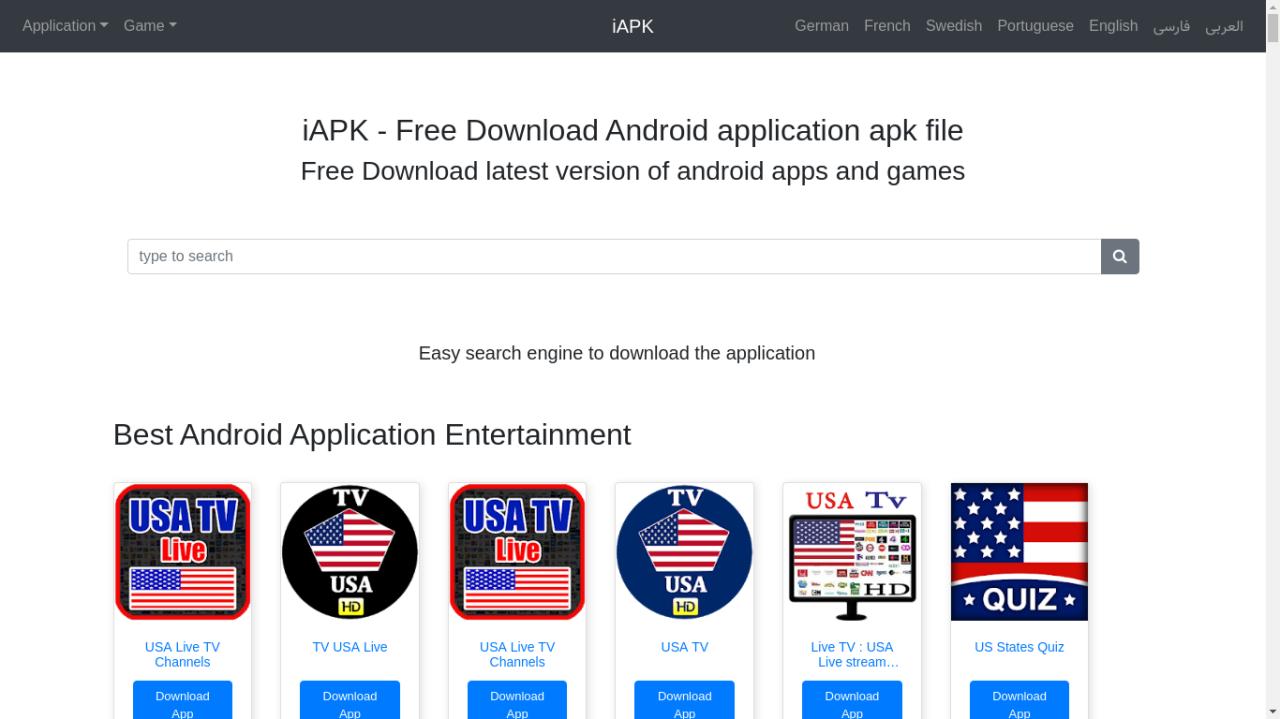 Application Game iAPK German French Swedish Portuguese English فارسی العربی
iAPK - Free Download Android application apk file
Free Download latest version of android apps and games
type to search
Easy search engine to download the application
Best Android Application Entertainment
USA TV
Live
TV
USA
HD
USA TV
Live
TV
USA
HD
USA Tv
HD
QUIZ
USA Live TV
Channels
TV USA Live
USA Live TV
Channels
USA TV
Live TV : USA
Live stream…
US States Quiz
Download
App
Download
App
Download
App
Download
App
Download
App
Download
App